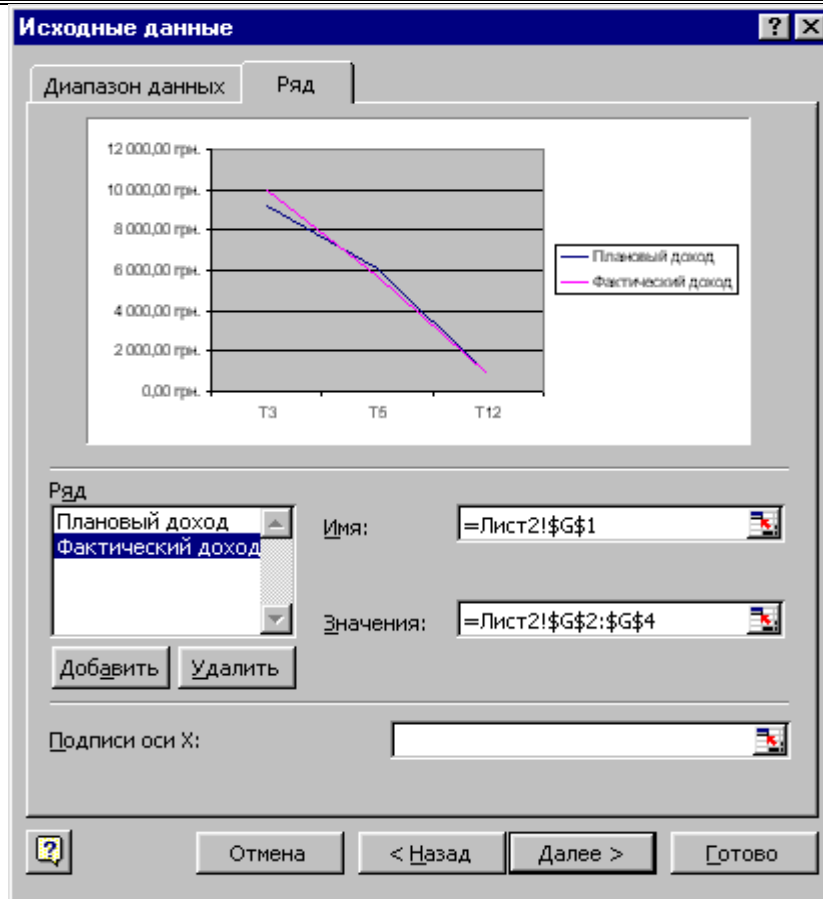 Исходные данные
Диапазон данных Ряд
12 000,00 грн.
10 000,00 грн.
8 000,00 грн.
6 000,00 грн.
4 000,00 грн.
2 000,00 грн.
0,00 грн.
Т3 Т5 Т12
Плановый доход
Фактический доход
Ряд
Плановый доход
Фактический доход
Имя: =Лист2!$G$1
Значения: =Лист2!$G$2:$G$4
Добавить Удалить
Подписи оси X:
Отмена < Назад Далее > Готово